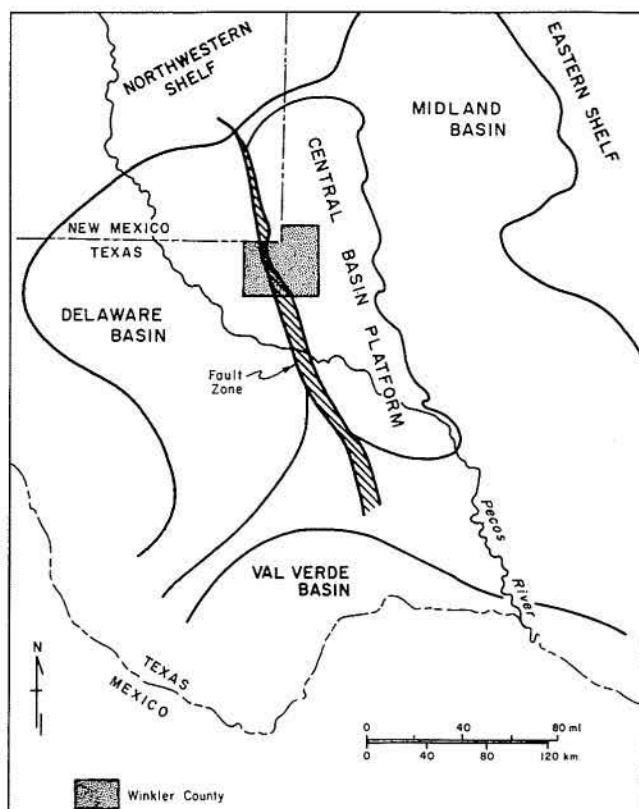 NORTHWESTERN
SHELF
EASTERN SHELF
MIDLAND
BASIN
CENTRAL BASIN PLATFORM
NEW MEXICO
TEXAS
DELAWARE
BASIN
Fault
Zone
Pecos River
VAL VERDE
BASIN
N
TEXAS
MEXICO
0 40 80 mi
0 40 80 120 km
Winkler County